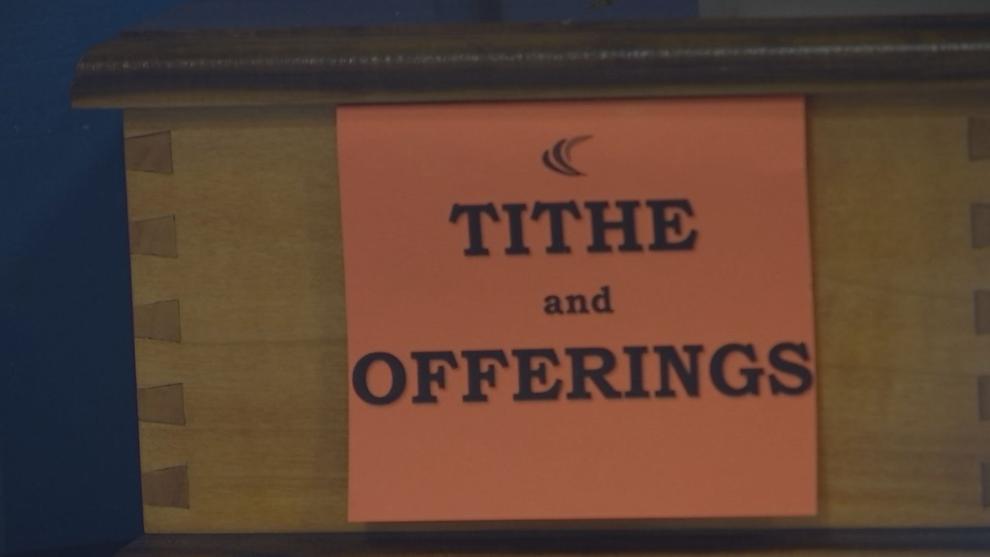 TITHE
and
OFFERINGS